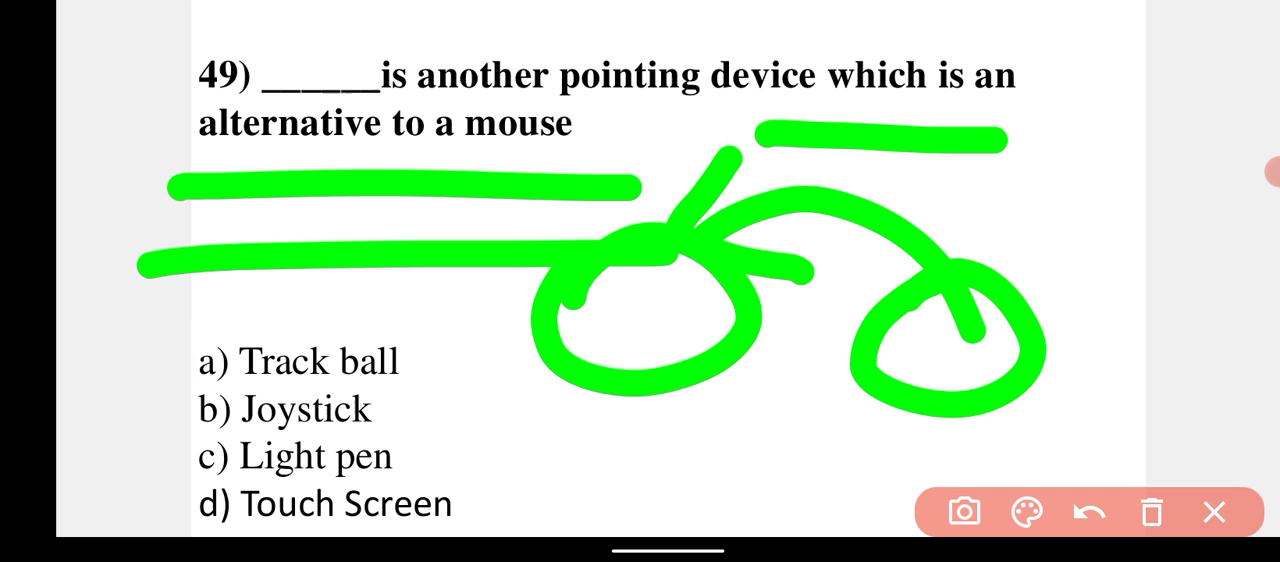 49) ______is another pointing device which is an
alternative to a mouse
a) Track ball
b) Joystick
c) Light pen
d) Touch Screen